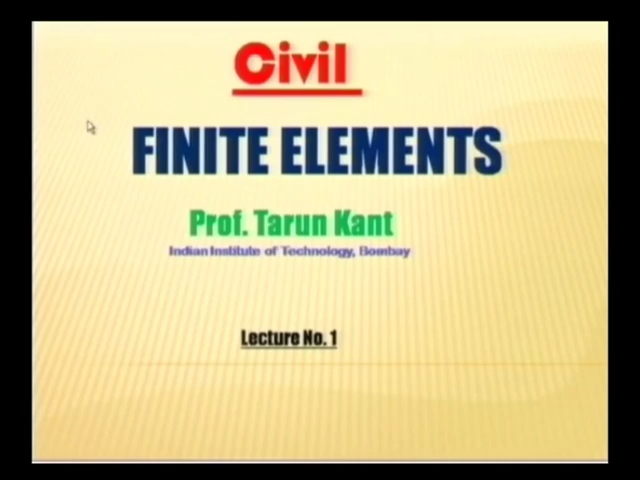 Civil
FINITE ELEMENTS
Prof. Tarun Kant
Indian Institute of Technology, Bombay
Lecture No. 1